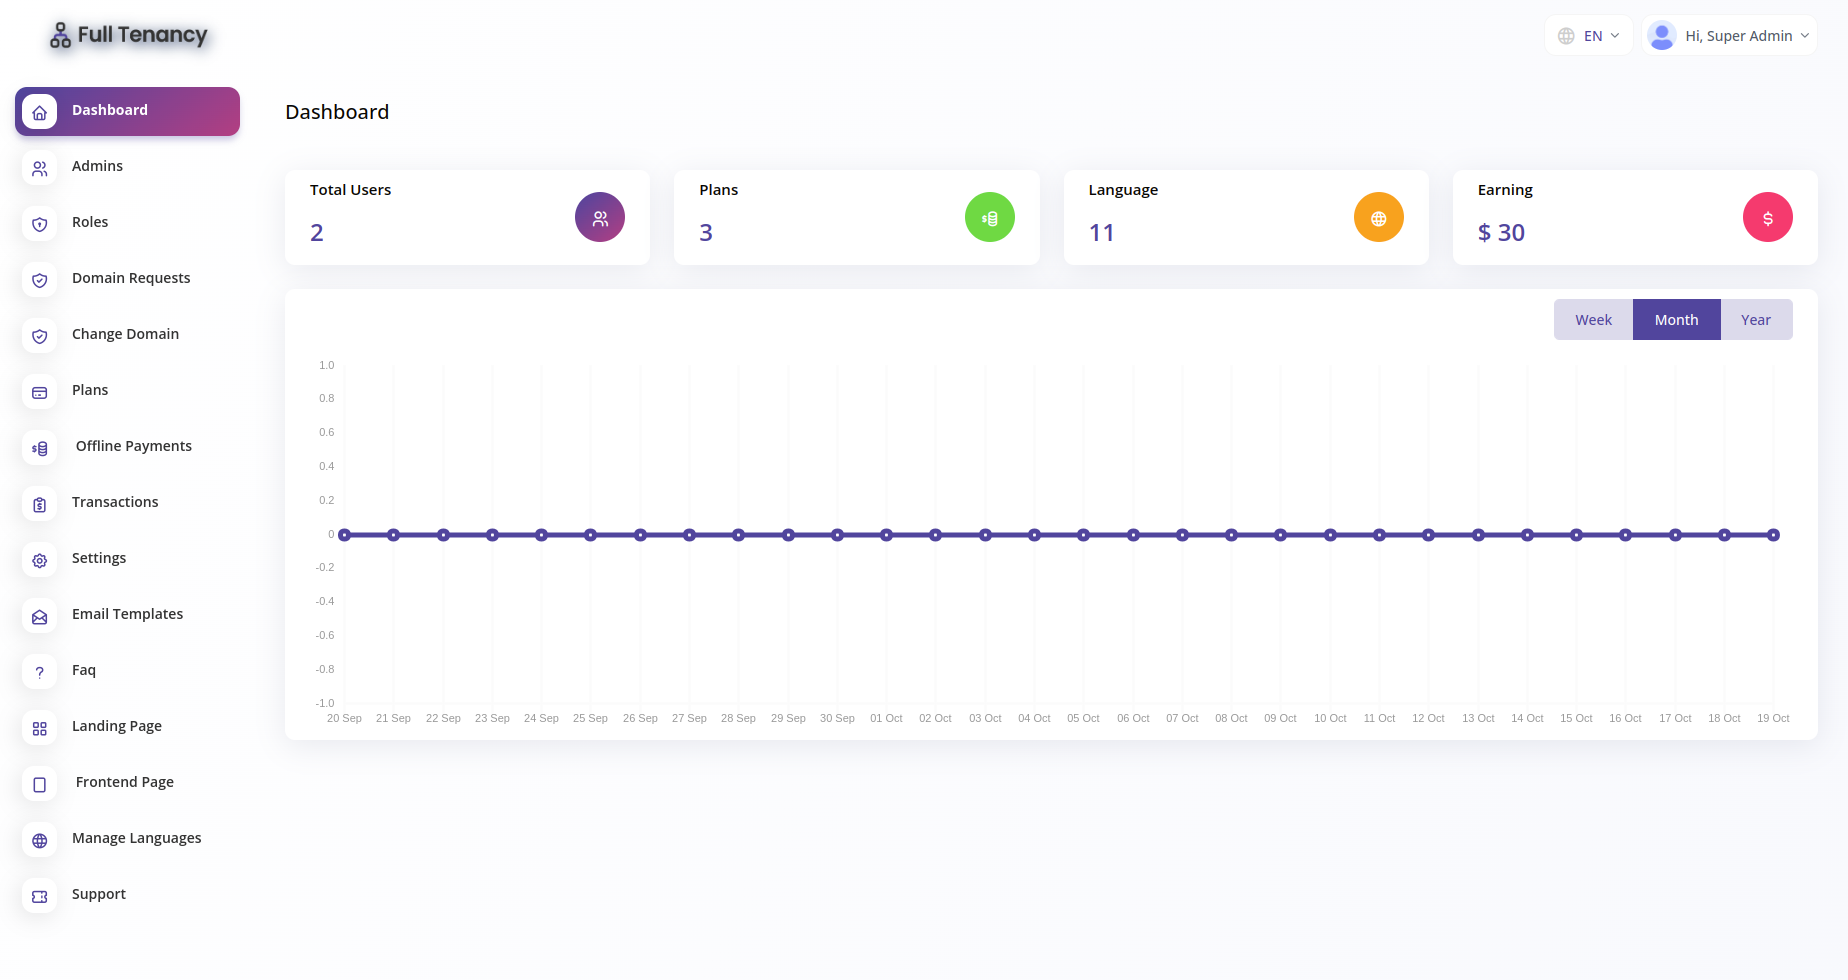 Full Tenancy
EN
Hi, Super Admin
Dashboard
Admins
Roles
Domain Requests
Change Domain
Plans
Offline Payments
Transactions
Settings
Email Templates
Faq
Landing Page
Frontend Page
Manage Languages
Support
Dashboard
Total Users
2
Plans
3
Language
11
Earning
$ 30
Week Month Year
1.0
0.8
0.6
0.4
0.2
0
-0.2
-0.4
-0.6
-0.8
-1.0
20 Sep 21 Sep 22 Sep 23 Sep 24 Sep 25 Sep 26 Sep 27 Sep 28 Sep 29 Sep 30 Sep 01 Oct 02 Oct 03 Oct 04 Oct 05 Oct 06 Oct 07 Oct 08 Oct 09 Oct 10 Oct 11 Oct 12 Oct 13 Oct 14 Oct 15 Oct 16 Oct 17 Oct 18 Oct 19 Oct